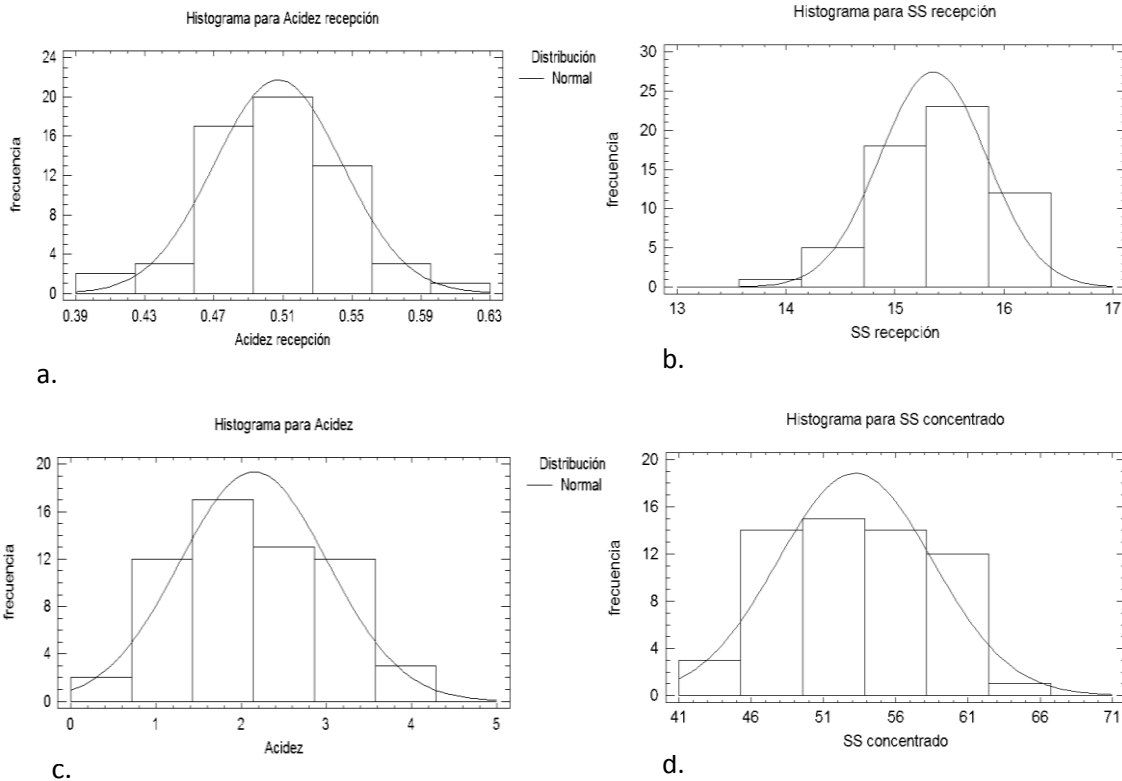 Histograma para Acidez recepción
24
20
16
12
8
4
0
frecuencia
0.39 0.43 0.47 0.51 0.55 0.59 0.63
Acidez recepción
Distribución
Normal
a.
Histograma para SS recepción
30
25
20
15
10
5
0
frecuencia
13 14 15 16 17
SS recepción
b.
Histograma para Acidez
20
16
12
8
4
0
frecuencia
0 1 2 3 4 5
Acidez
Distribución
Normal
c.
Histograma para SS concentrado
20
16
12
8
4
0
frecuencia
41 46 51 56 61 66 71
SS concentrado
d.